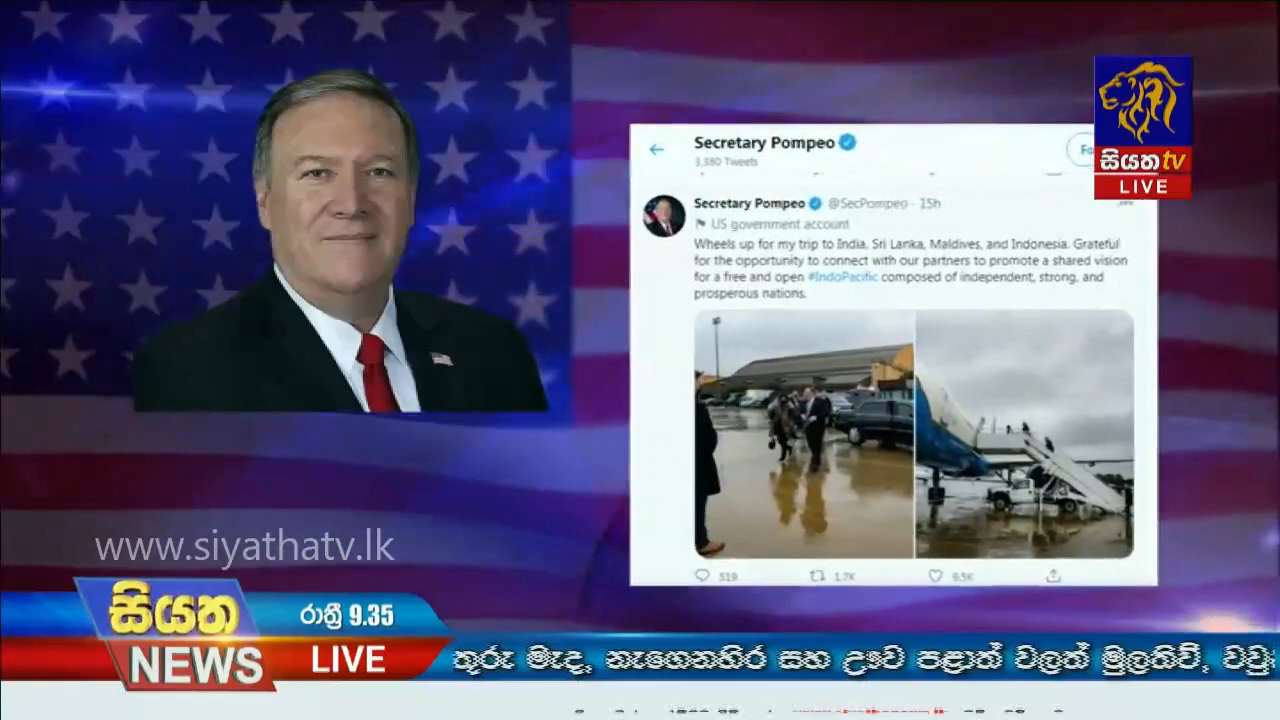 Secretary Pompeo
3,380 Tweets
සියත tv
LIVE
Secretary Pompeo @SecPompeo · 15h
US government account
Wheels up for my trip to India, Sri Lanka, Maldives, and Indonesia. Grateful
for the opportunity to connect with our partners to promote a shared vision
for a free and open #IndoPacific composed of independent, strong, and
prosperous nations.
519 1.7K 9.5K
www.siyathatv.lk
සියත
NEWS
රාත්‍රී 9.35
LIVE
තුරු මැද, නැගෙනහිර සහ ඌව පළාත් වලත් මුලතිව්, වවු